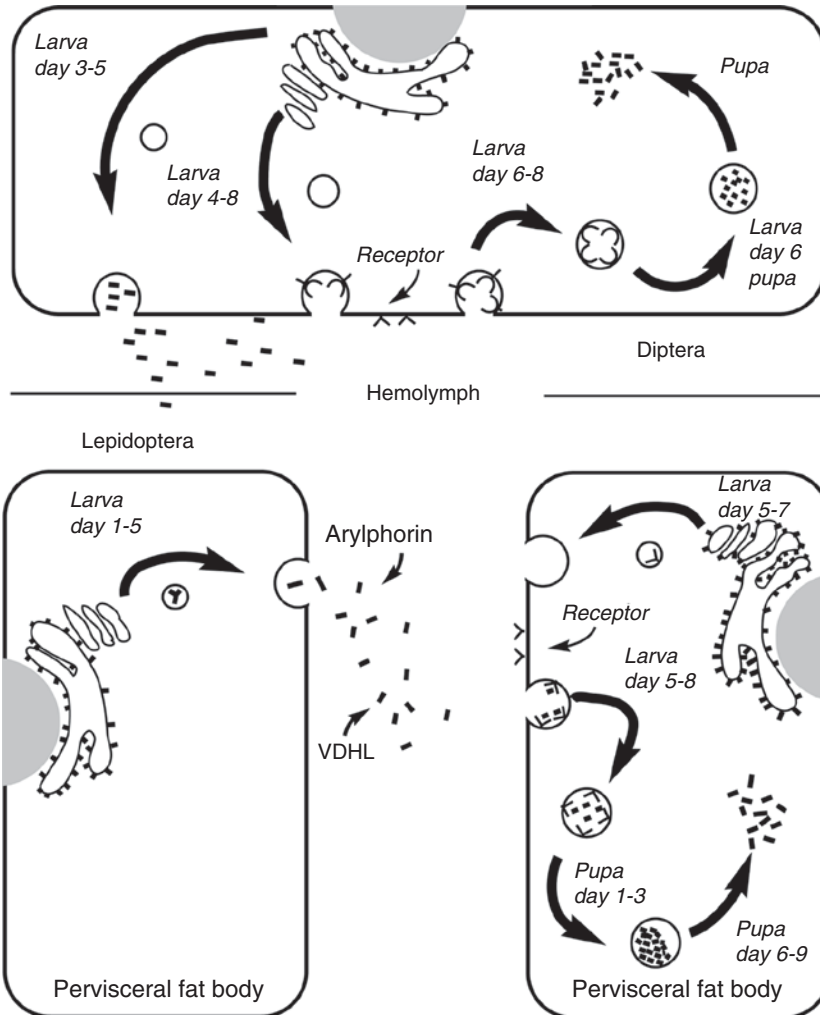 Larva
day 3-5
Larva
day 4-8
Larva
day 6-8
Pupa
Receptor
Larva
day 6
pupa
Diptera
Hemolymph
Lepidoptera
Larva
day 1-5
Arylphorin
VDHL
Pervisceral fat body
Larva
day 5-7
Receptor
Larva
day 5-8
Pupa
day 1-3
Pupa
day 6-9
Pervisceral fat body